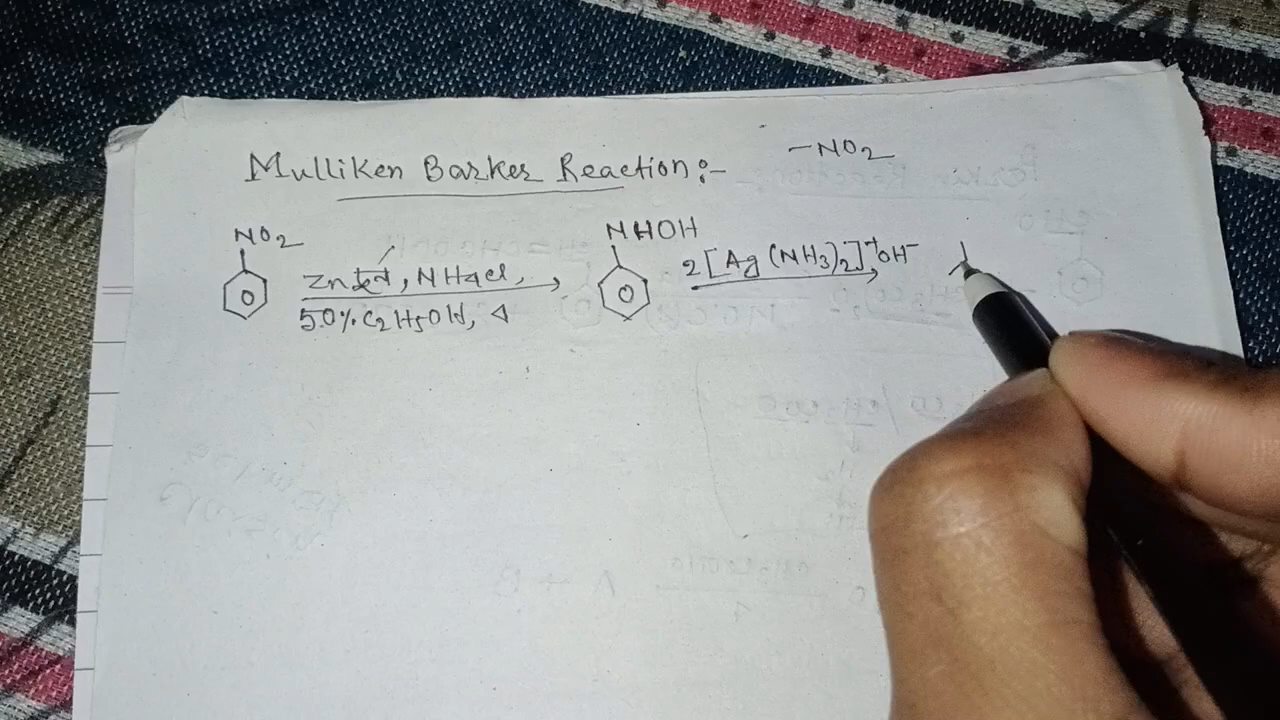 Mulliken Barker Reaction :- -NO2
NO2 NHOH
Zn, NH4Cl, 2[Ag(NH3)2]+OH-
50% C2H5OH, Δ